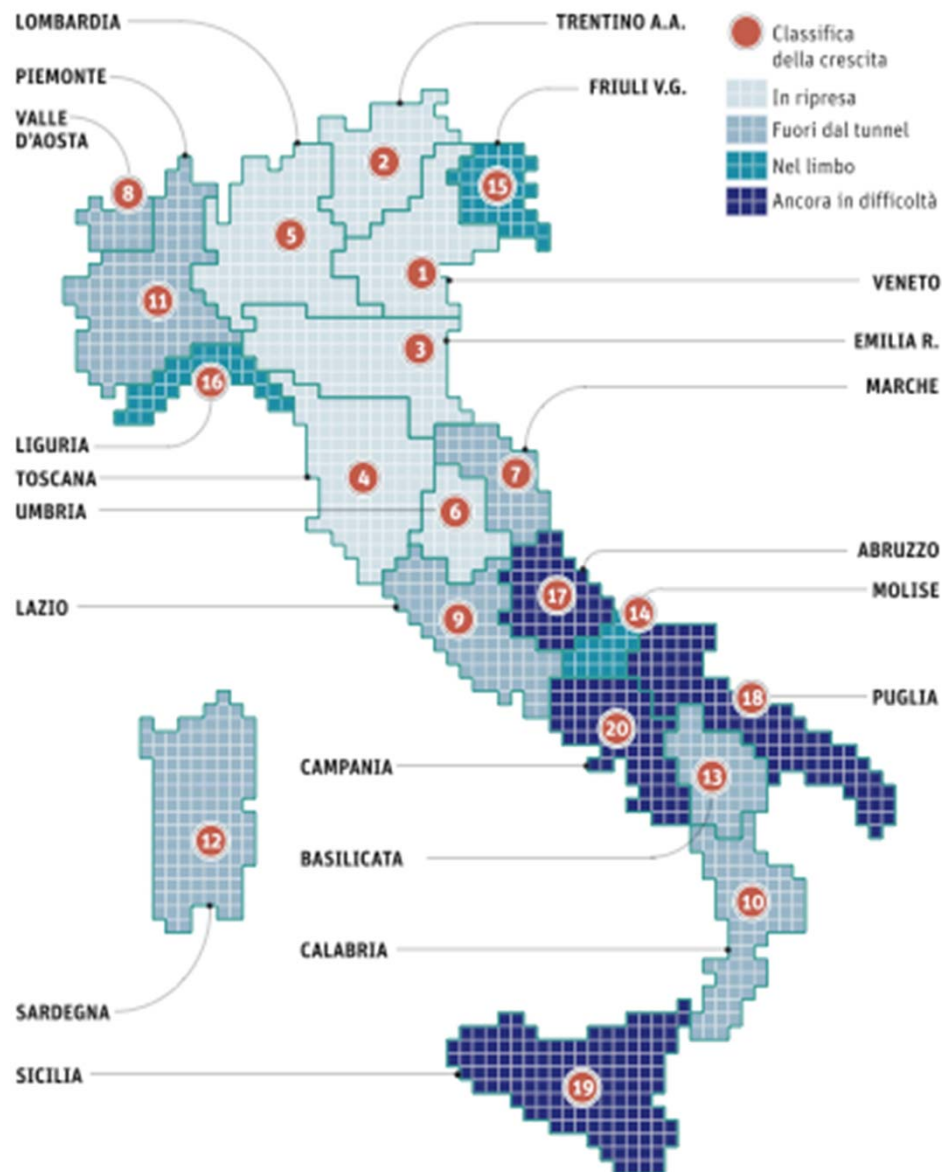 LOMBARDIA
TRENTINO A.A.
Classifica
della crescita
PIEMONTE
FRIULI V.G.
In ripresa
VALLE
D'AOSTA
Fuori dal tunnel
Nel limbo
Ancora in difficoltà
2
15
8
5
1
VENETO
11
3
EMILIA R.
16
MARCHE
LIGURIA
7
TOSCANA
4
UMBRIA
6
ABRUZZO
MOLISE
17
14
LAZIO
9
18
PUGLIA
20
CAMPANIA
13
12
BASILICATA
10
CALABRIA
SARDEGNA
SICILIA
19